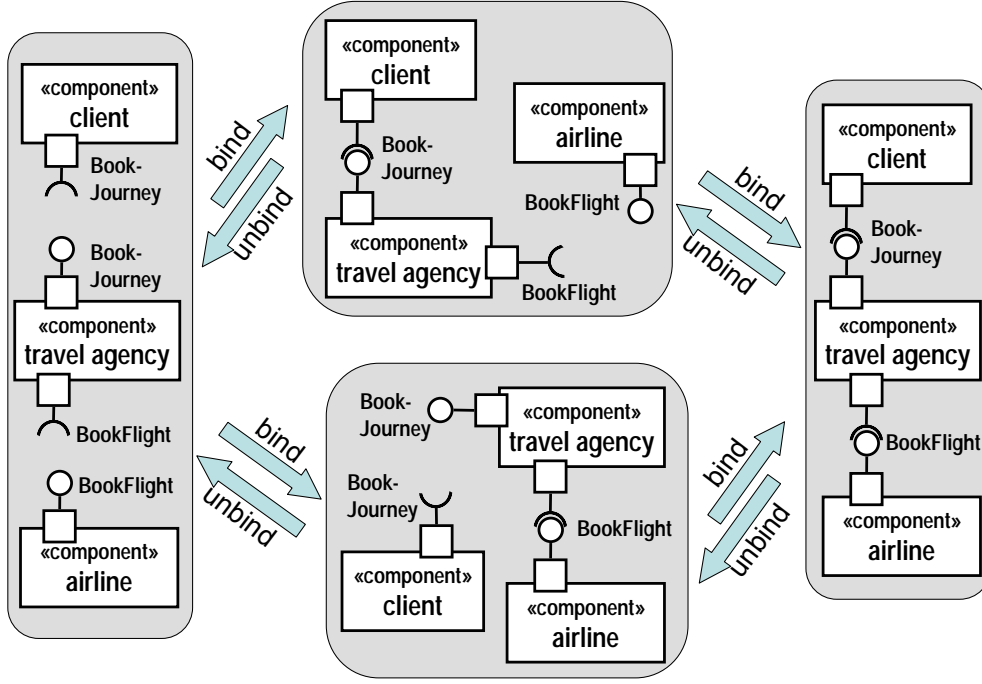 «component»
client
Book-
Journey
Book-
Journey
«component»
travel agency
BookFlight
BookFlight
«component»
airline
bind
unbind
«component»
client
Book-
Journey
«component»
travel agency
BookFlight
«component»
airline
BookFlight
bind
unbind
bind
unbind
Book-
Journey
«component»
travel agency
Book-
Journey
«component»
client
BookFlight
«component»
airline
bind
unbind
«component»
client
Book-
Journey
«component»
travel agency
BookFlight
«component»
airline